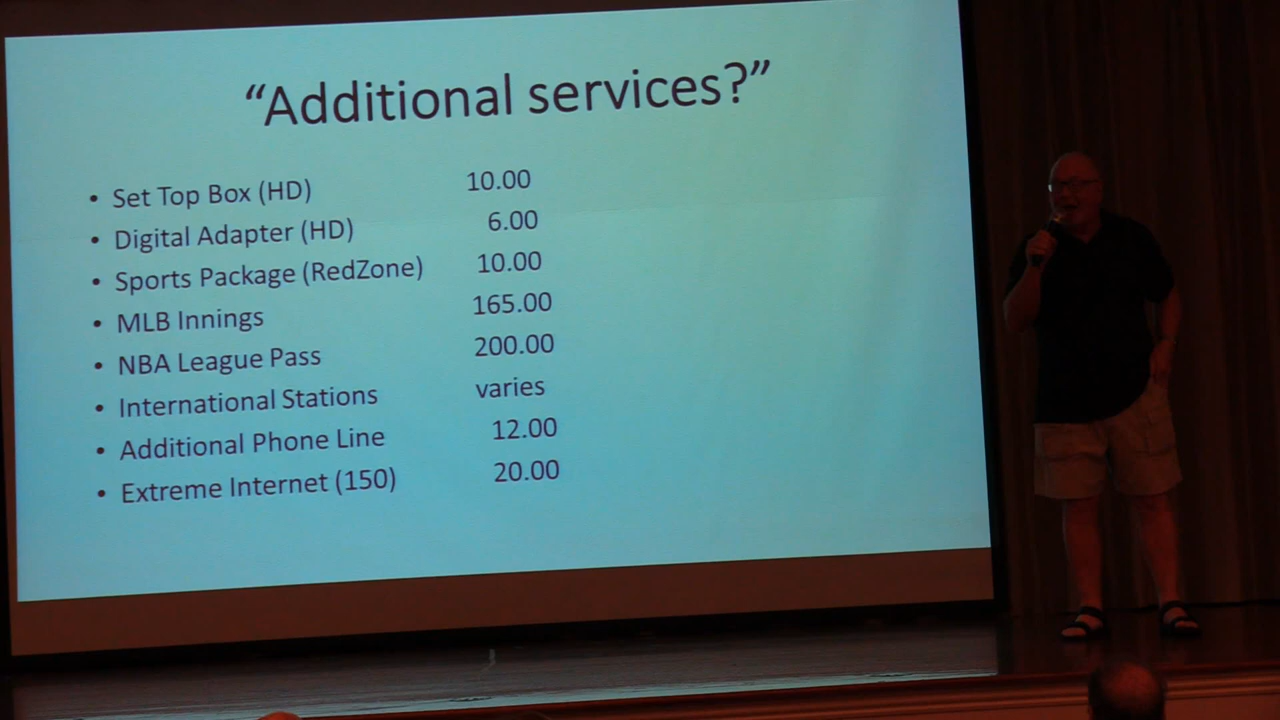 “Additional services?”
• Set Top Box (HD) 10.00
• Digital Adapter (HD) 6.00
• Sports Package (RedZone) 10.00
• MLB Innings 165.00
• NBA League Pass 200.00
• International Stations varies
• Additional Phone Line 12.00
• Extreme Internet (150) 20.00